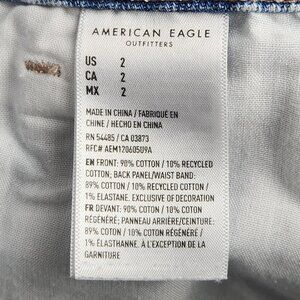 AMERICAN EAGLE
OUTFITTERS
US 2
CA 2
MX 2
MADE IN CHINA / FABRIQUÉ EN
CHINE / HECHO EN CHINA
RN 54485 / CA 03873
RFC# AEM120605U9A
EN FRONT: 90% COTTON / 10% RECYCLED
COTTON; BACK PANEL/WAIST BAND:
89% COTTON / 10% RECYCLED COTTON /
1% ELASTANE. EXCLUSIVE OF DECORATION
FR DEVANT: 90% COTON / 10% COTON
RÉGÉNÉRÉ; PANNEAU ARRIÈRE/CEINTURE:
89% COTON / 10% COTON RÉGÉNÉRÉ /
1% ÉLASTHANNE. À L'EXCEPTION DE LA
GARNITURE